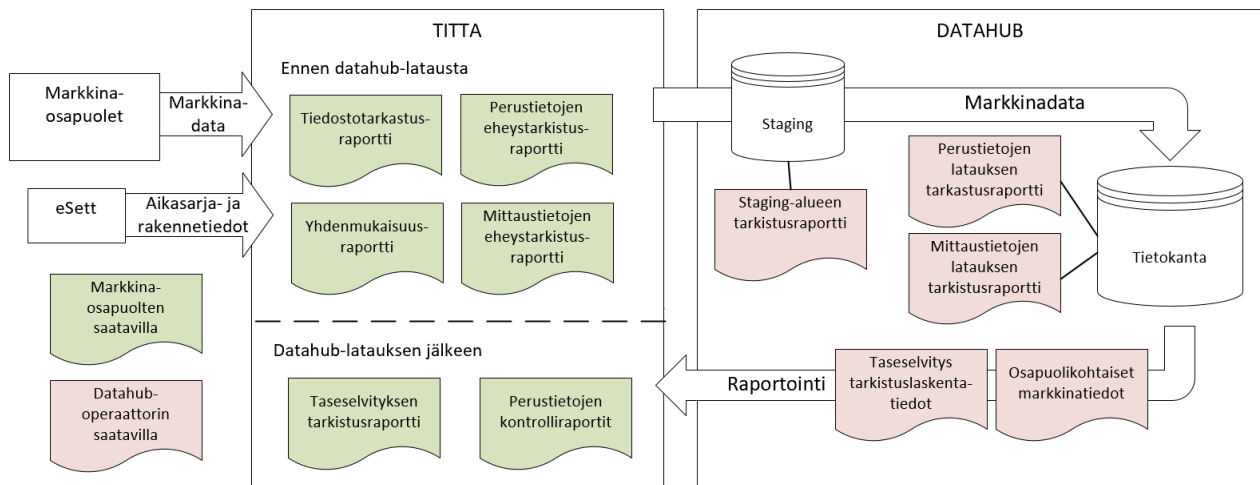 TITTA
DATAHUB
Markkina-
osapuolet
Markkina-
data
eSett
Aikasarja- ja
rakennetiedot
Markkina-
osapuolten
saatavilla
Datahub-
operaattorin
saatavilla
Ennen datahub-latausta
Tiedostotarkastus-
raportti
Perustietojen
eheystarkistus-
raportti
Yhdenmukaisuus-
raportti
Mittaustietojen
eheystarkistus-
raportti
Datahub-latauksen jälkeen
Taseselvityksen
tarkistusraportti
Perustietojen
kontrolliraportit
Staging
Markkinadata
Staging-alueen
tarkistusraportti
Perustietojen
latauksen
tarkastusraportti
Mittaustietojen
latauksen
tarkistusraportti
Tietokanta
Raportointi
Taseselvitys
tarkistuslaskenta-
tiedot
Osapuolikohtaiset
markkinatiedot